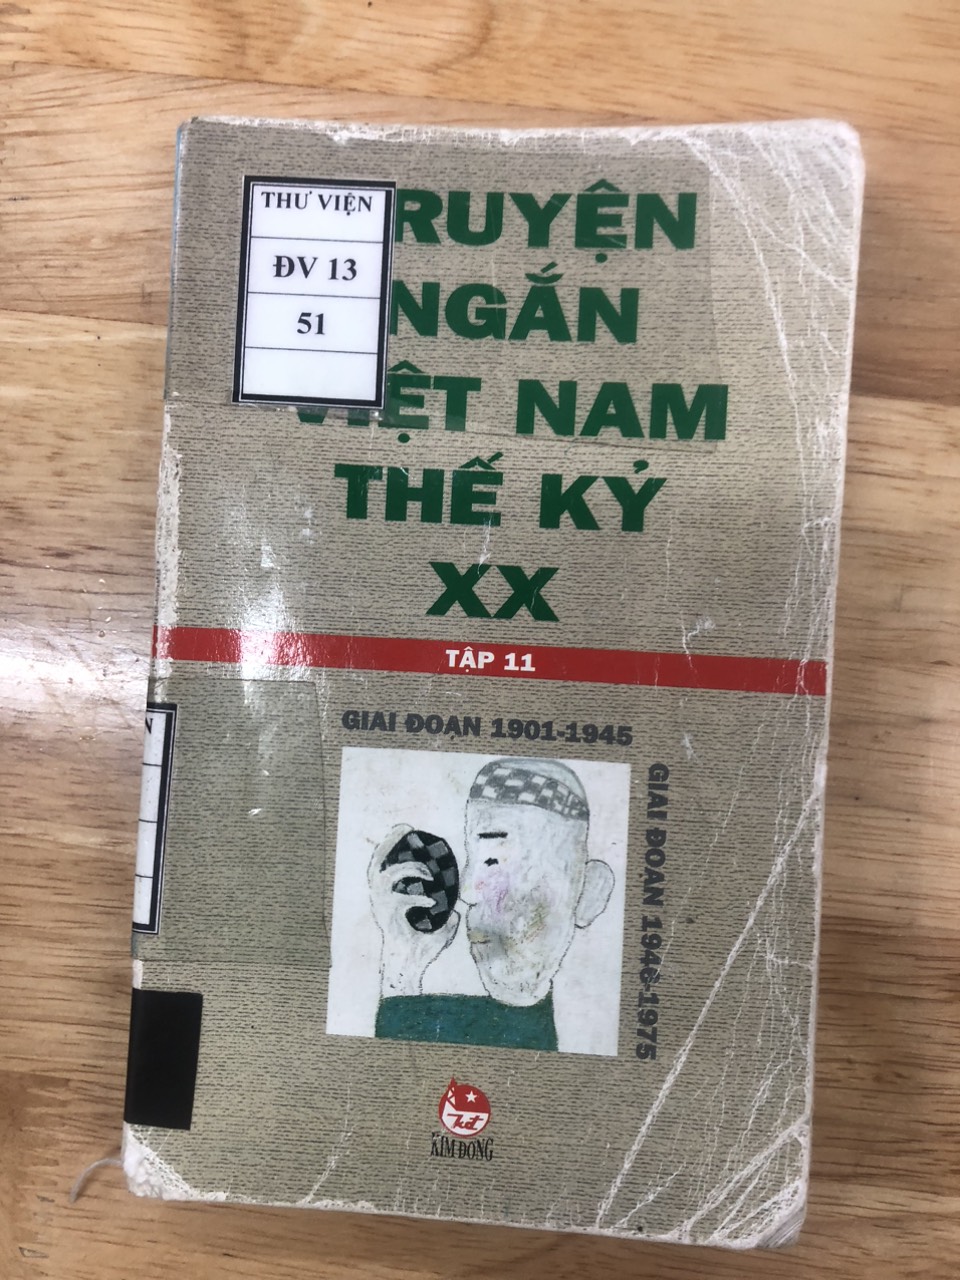 THƯ VIỆN
ĐV 13
51
RUYỆN
NGẮN
VIỆT NAM
THẾ KỶ
XX
TẬP 11
GIAI ĐOẠN 1901-1945
GIAI ĐOẠN 1946-1975
KIM ĐỒNG